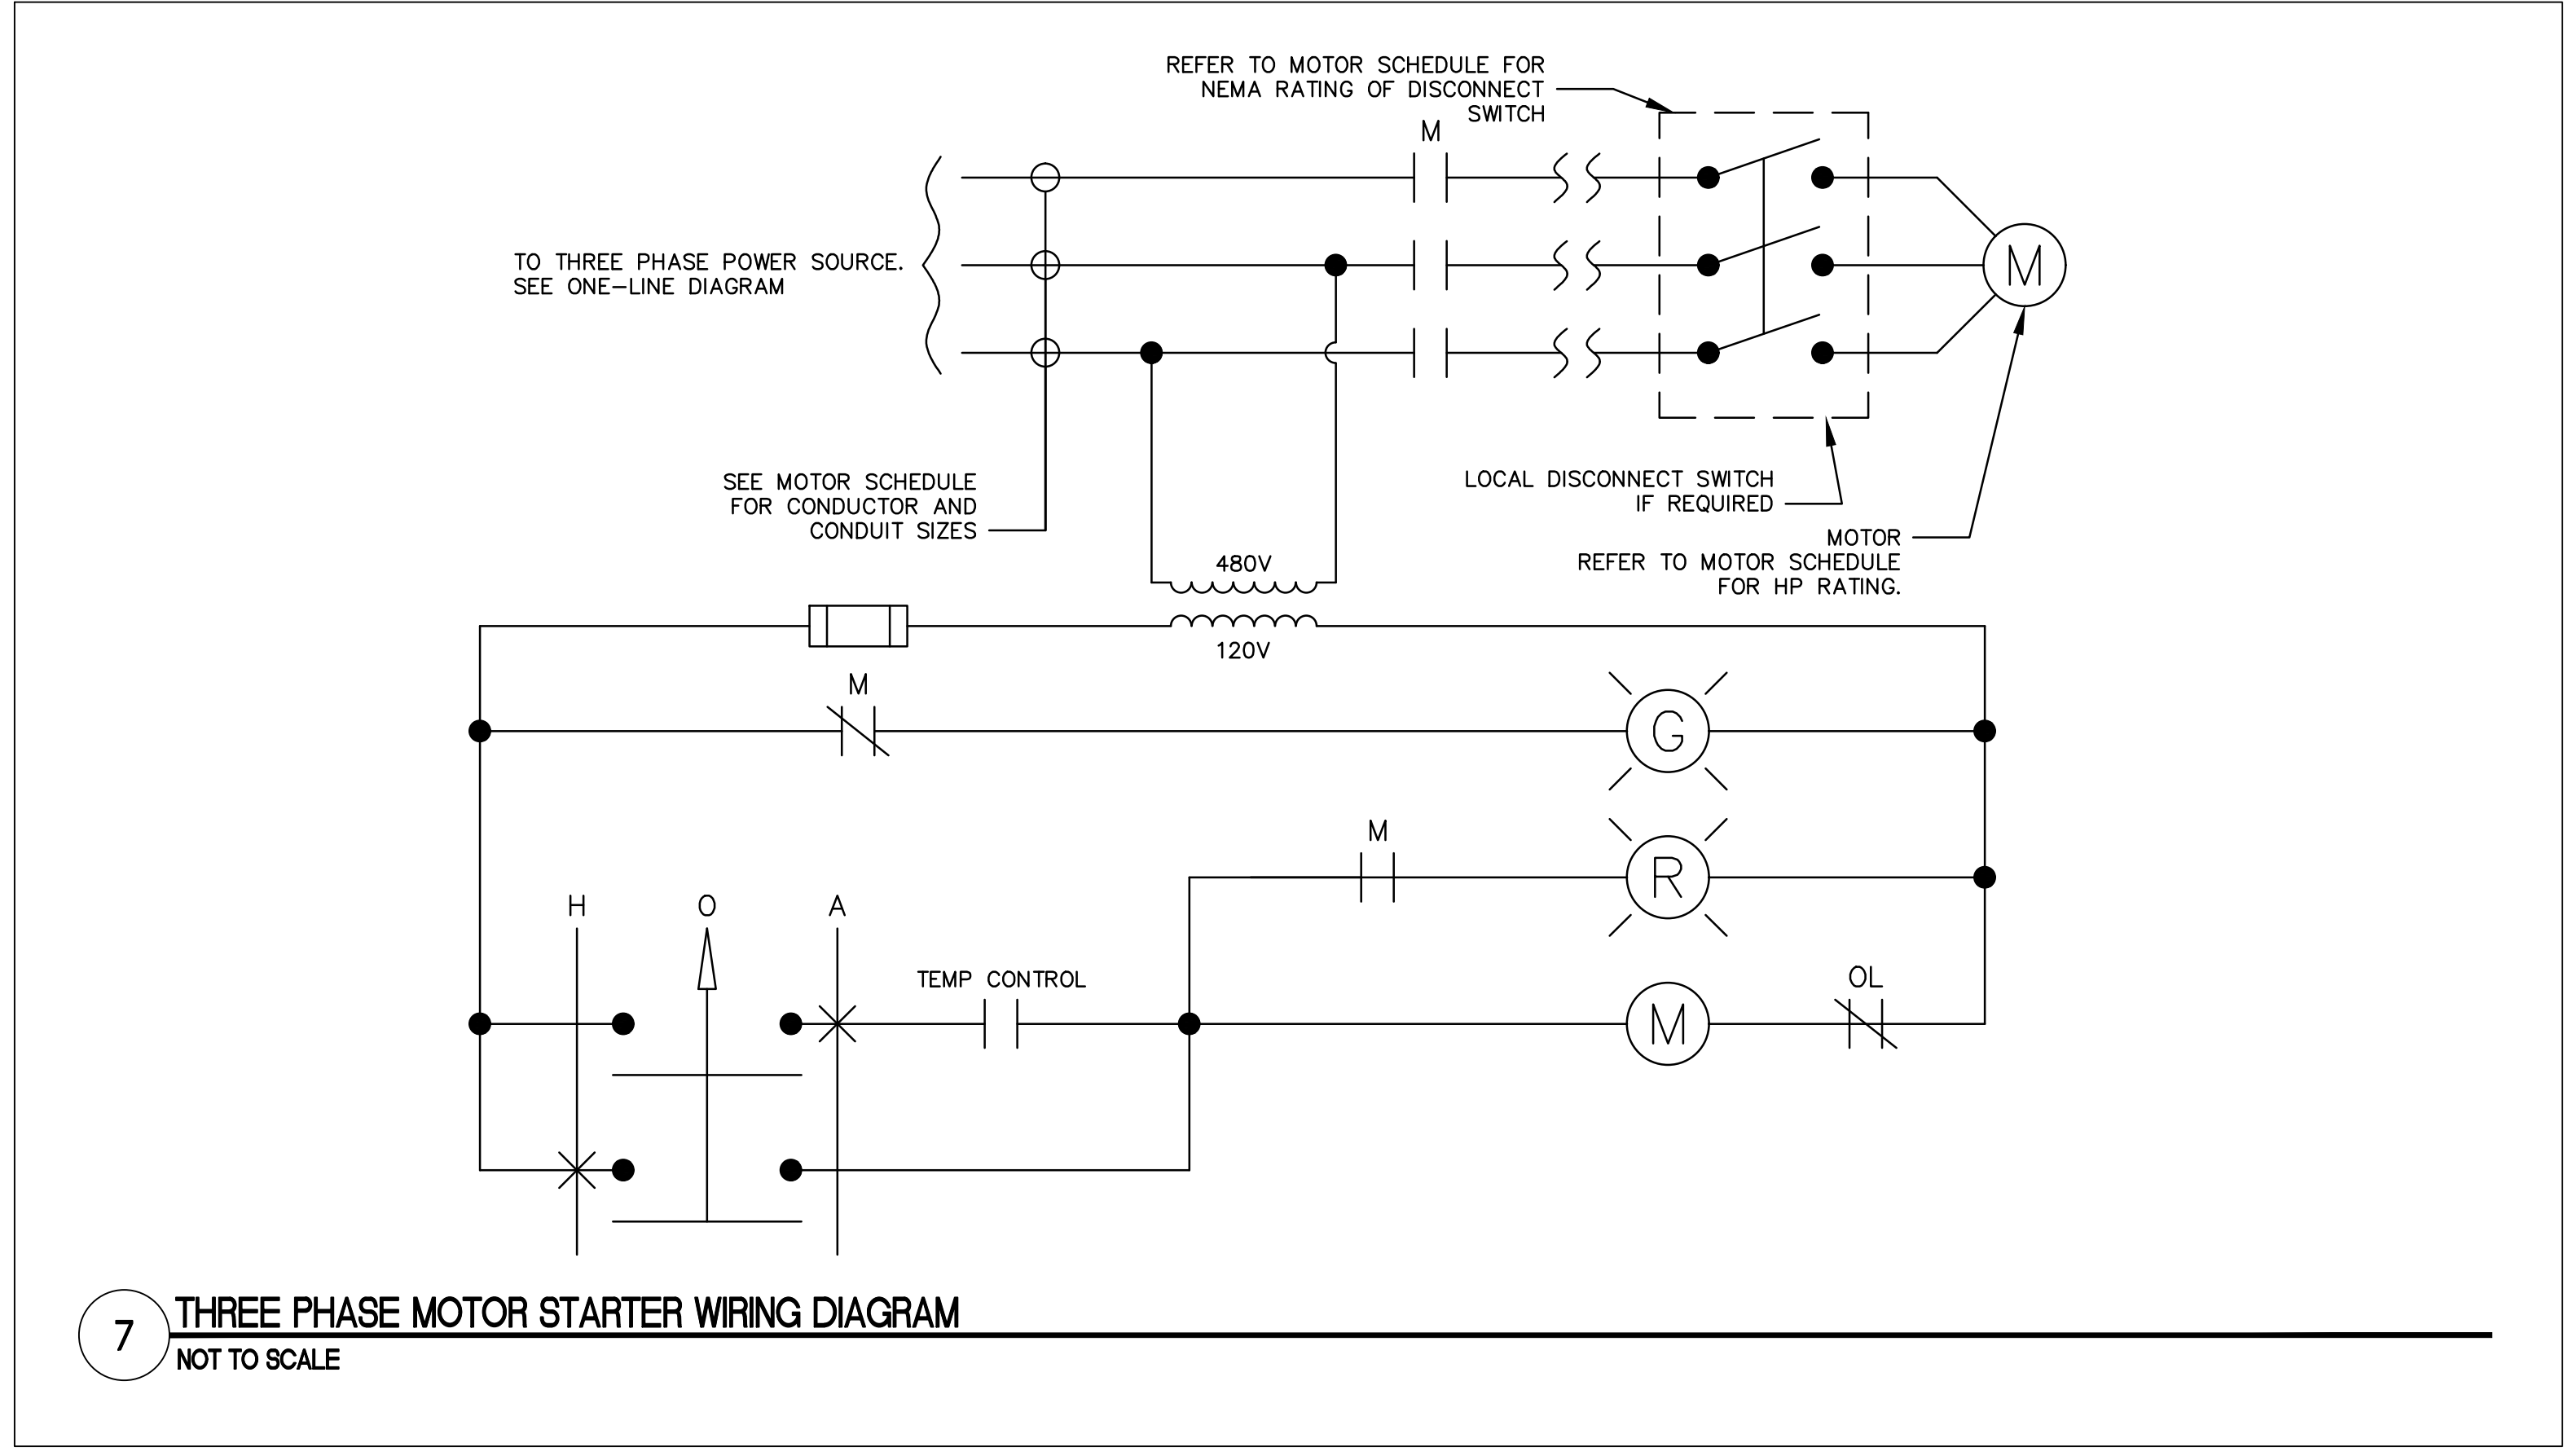 REFER TO MOTOR SCHEDULE FOR
NEMA RATING OF DISCONNECT
SWITCH
M
TO THREE PHASE POWER SOURCE.
SEE ONE-LINE DIAGRAM
M
SEE MOTOR SCHEDULE
FOR CONDUCTOR AND
CONDUIT SIZES
LOCAL DISCONNECT SWITCH
IF REQUIRED
MOTOR
REFER TO MOTOR SCHEDULE
FOR HP RATING.
480V
120V
M
G
M
R
H O A
TEMP CONTROL
M
OL
7
THREE PHASE MOTOR STARTER WIRING DIAGRAM
NOT TO SCALE